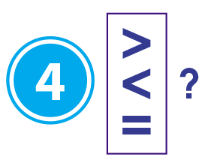 4 > < = ?